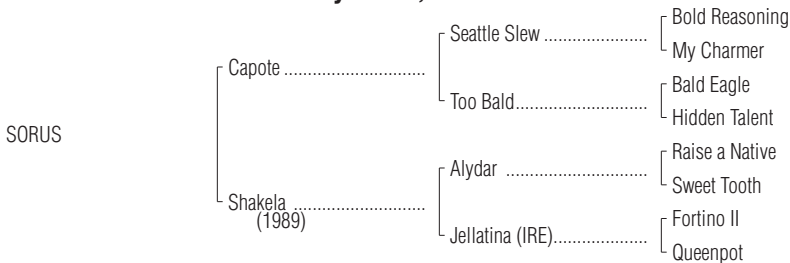 Bold Reasoning
Seattle Slew ......................
My Charmer
Capote ..............................
Bald Eagle
Too Bald............................
Hidden Talent
SORUS
Raise a Native
Alydar ..............................
Sweet Tooth
Shakela ............................
(1989)
Fortino II
Jellatina (IRE)....................
Queenpot